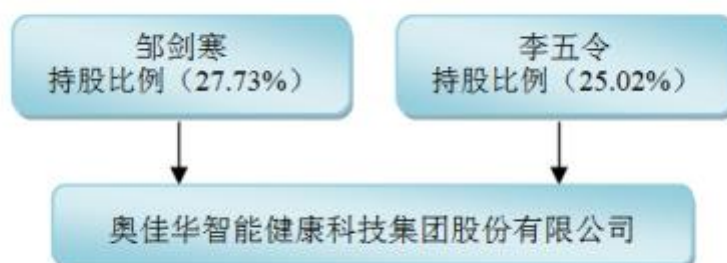 邹剑寒
持股比例（27.73%）
李五令
持股比例（25.02%）
奥佳华智能健康科技集团股份有限公司